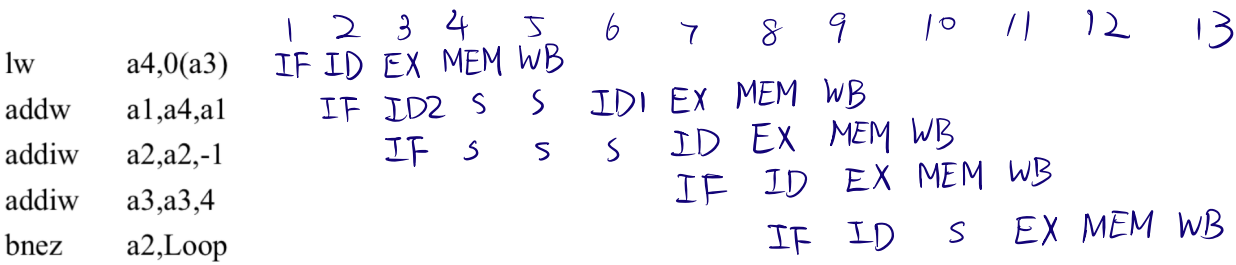 1 2 3 4 5 6 7 8 9 10 11 12 13
lw a4,0(a3) IF ID EX MEM WB
addw a1,a4,a1 IF ID2 S S ID1 EX MEM WB
addiw a2,a2,-1 IF S S S ID EX MEM WB
addiw a3,a3,4 IF ID EX MEM WB
bnez a2,Loop IF ID S EX MEM WB